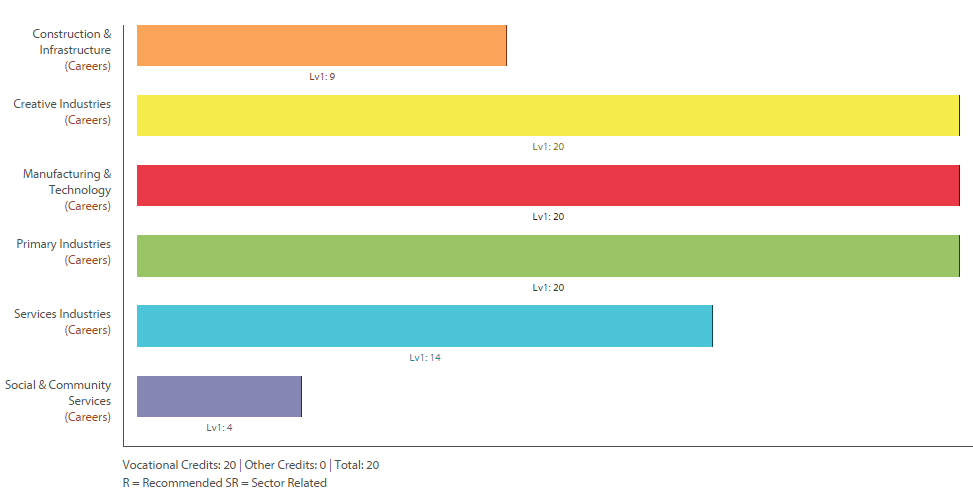 Construction &
Infrastructure
(Careers)
Lv1: 9
Creative Industries
(Careers)
Lv1: 20
Manufacturing &
Technology
(Careers)
Lv1: 20
Primary Industries
(Careers)
Lv1: 20
Services Industries
(Careers)
Lv1: 14
Social & Community
Services
(Careers)
Lv1: 4
Vocational Credits: 20 | Other Credits: 0 | Total: 20
R = Recommended SR = Sector Related